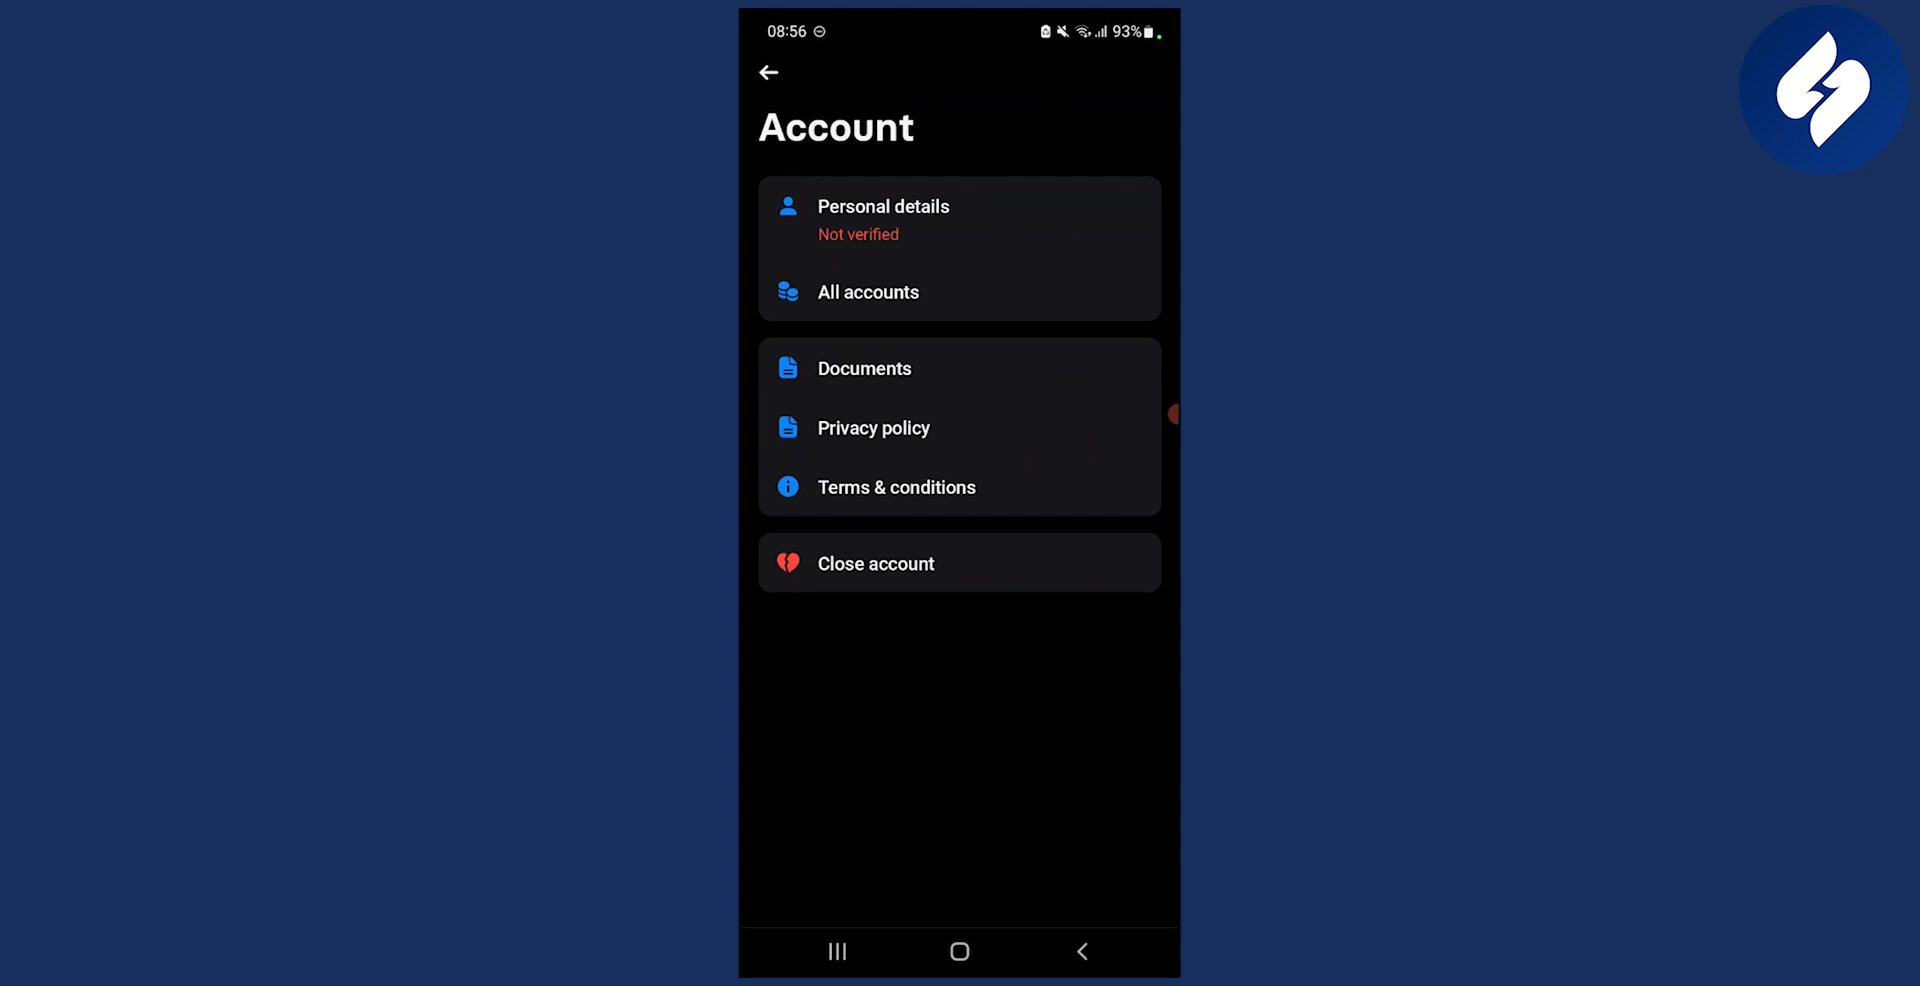 08:56
93%
Account
Personal details
Not verified
All accounts
Documents
Privacy policy
Terms & conditions
Close account